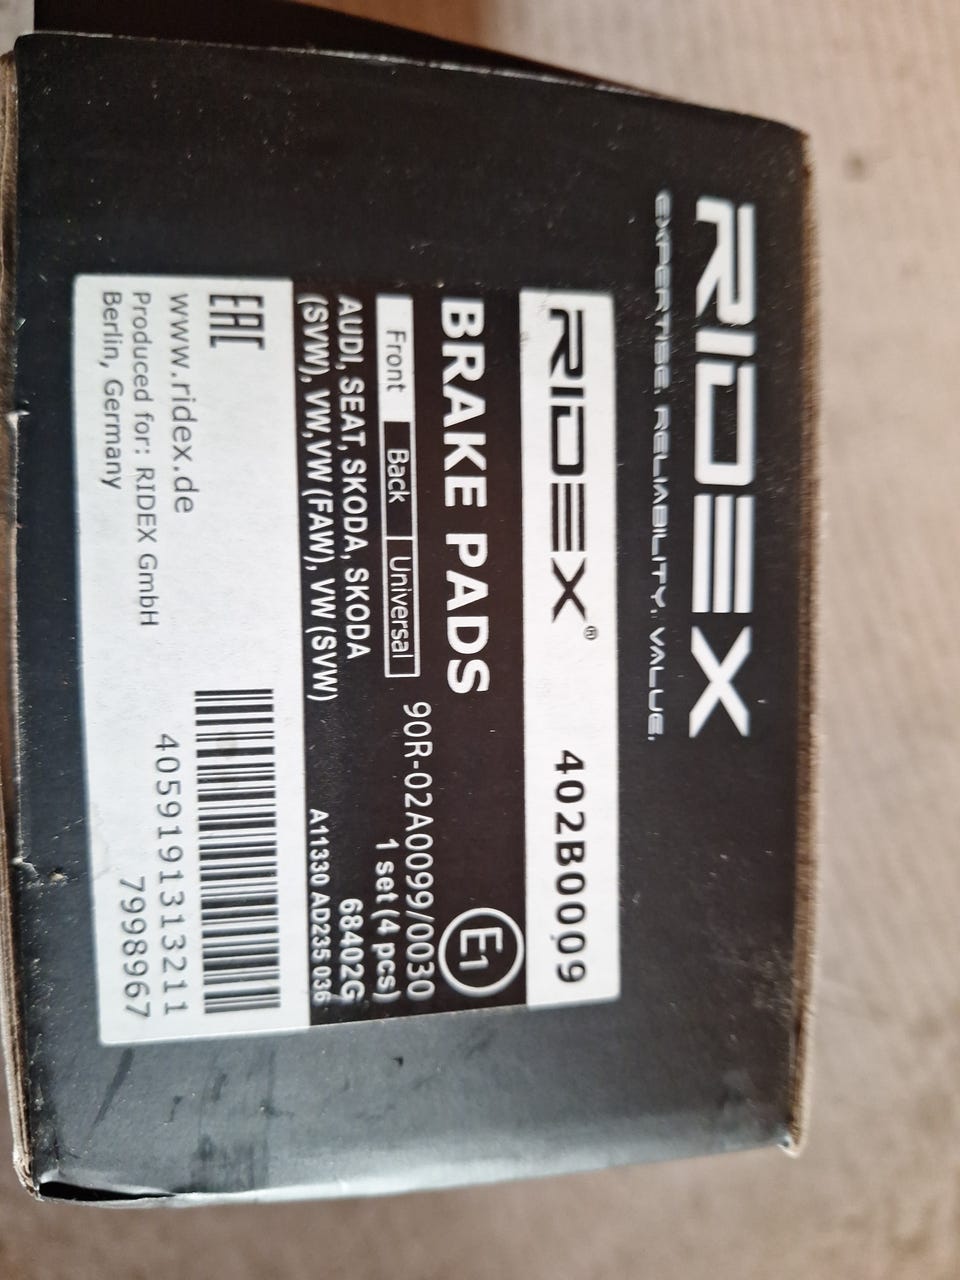 RIDEX
EXPERTISE. RELIABILITY. VALUE.
RIDEX® 402B0009
BRAKE PADS E1
90R-02A0099/0030
Front Back Universal 1 set (4 pcs)
AUDI, SEAT, SKODA, SKODA 68402G
(SVW), VW,VW (FAW), VW (SVW) A11330 AD235 036
EAC
www.ridex.de
Produced for: RIDEX GmbH
Berlin, Germany
4059191313211
7998967